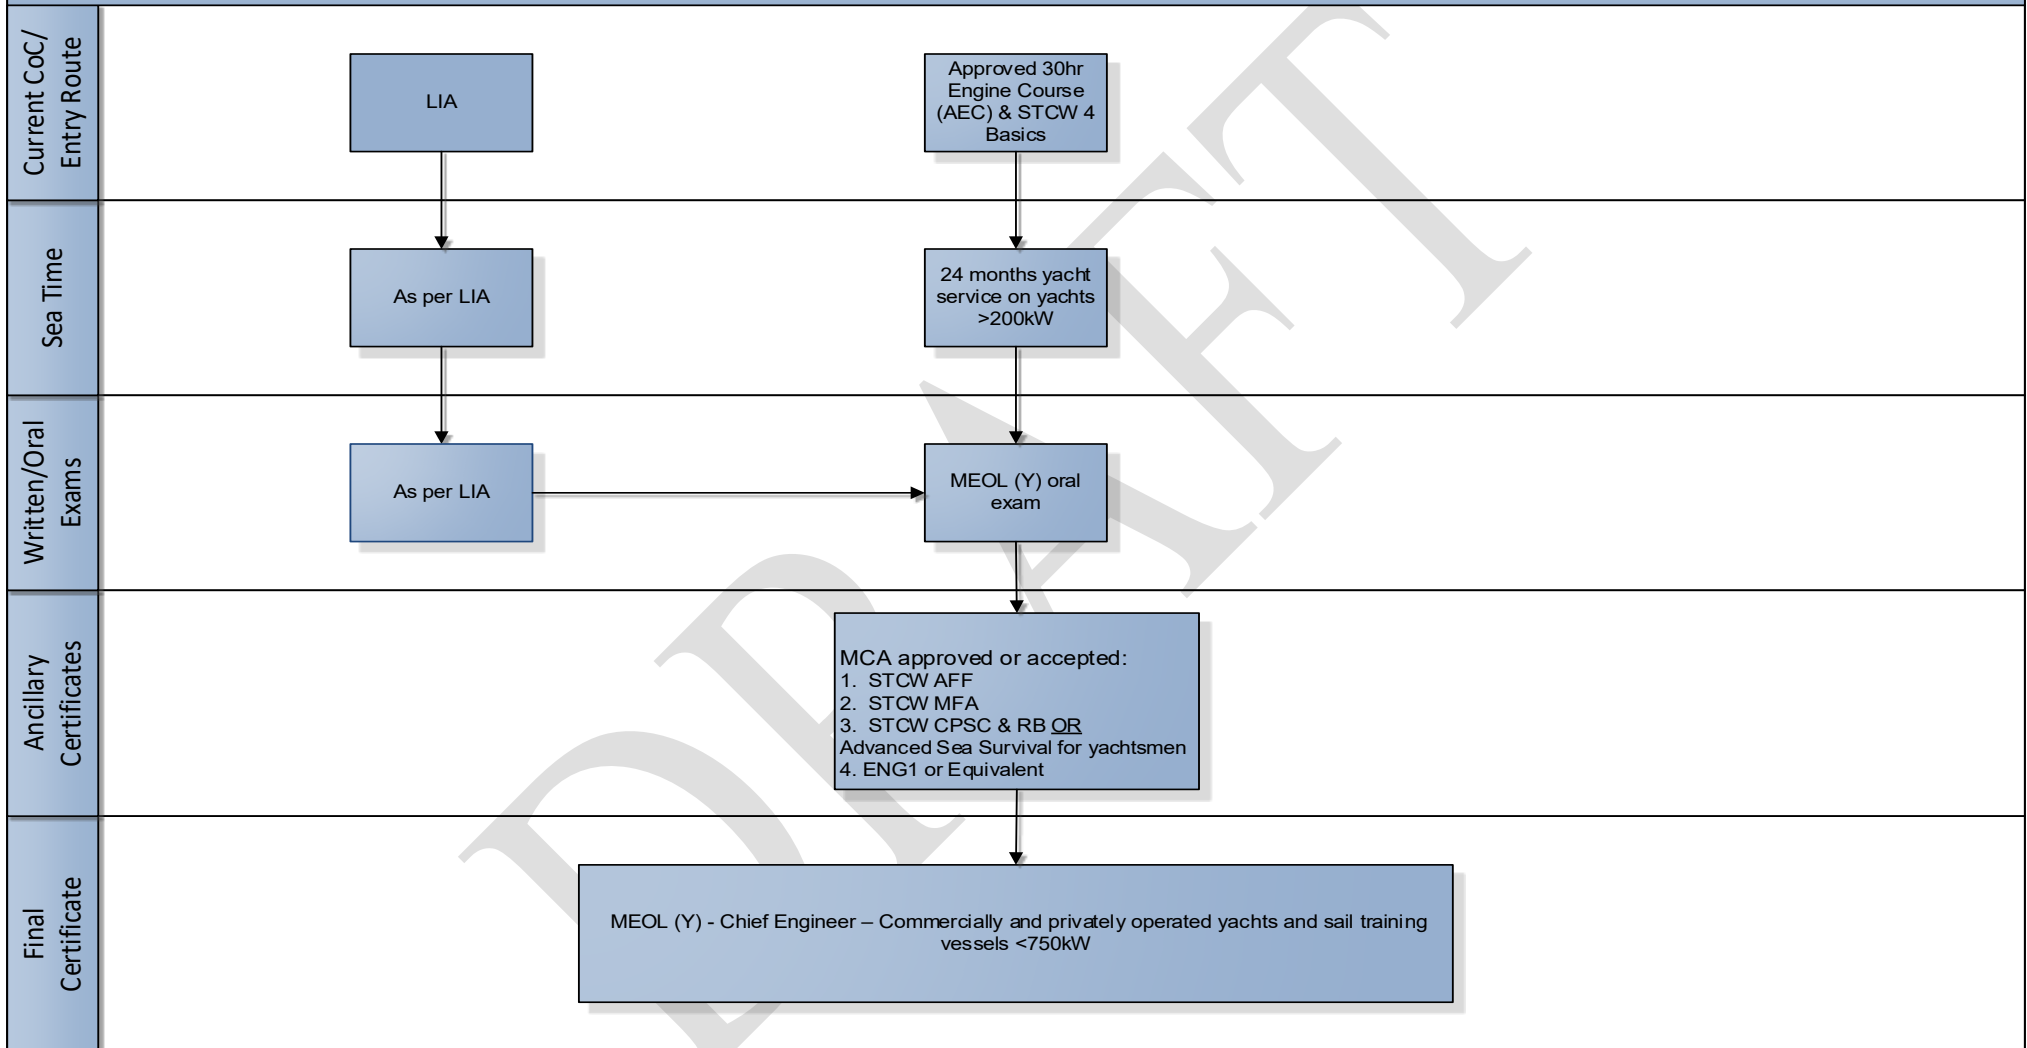 Current CoC/
Entry Route
LIA
Approved 30hr
Engine Course
(AEC) & STCW 4
Basics
Sea Time
As per LIA
24 months yacht
service on yachts
>200kW
Written/Oral
Exams
As per LIA
MEOL (Y) oral
exam
Ancillary
Certificates
MCA approved or accepted:
1. STCW AFF
2. STCW MFA
3. STCW CPSC & RB OR
Advanced Sea Survival for yachtsmen
4. ENG1 or Equivalent
Final
Certificate
MEOL (Y) - Chief Engineer – Commercially and privately operated yachts and sail training
vessels <750kW
DRAFT